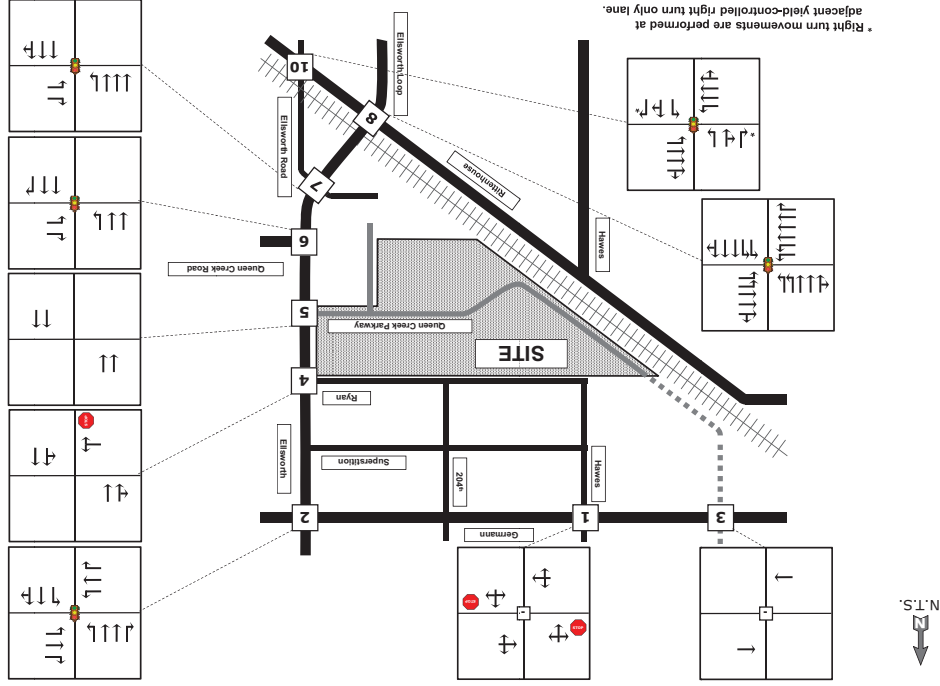 N
N.T.S.
STOP
STOP
Germann
3
1
2
Hawes
204th
Superstition
Ellsworth
STOP
Ryan
4
SITE
Queen Creek Parkway
5
Queen Creek Road
6
Hawes
7
Rittenhouse
Ellsworth Road
8
Ellsworth Loop
10
* Right turn movements are performed at
adjacent yield-controlled right turn only lane.
*
*